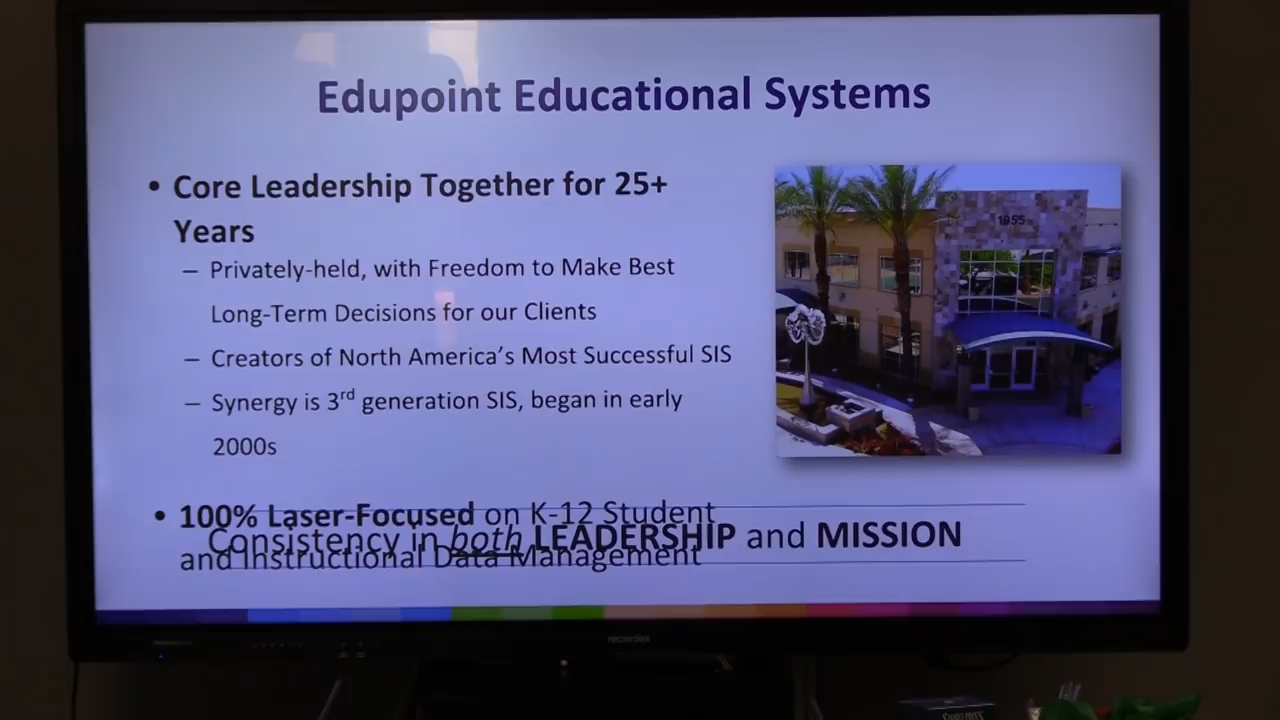 Edupoint Educational Systems
• Core Leadership Together for 25+
Years
– Privately-held, with Freedom to Make Best
Long-Term Decisions for our Clients
– Creators of North America's Most Successful SIS
– Synergy is 3rd generation SIS, began in early
2000s
• 100% Laser-Focused on K-12 Student
and Instructional Data Management
Consistency in both LEADERSHIP and MISSION
1955
recordex